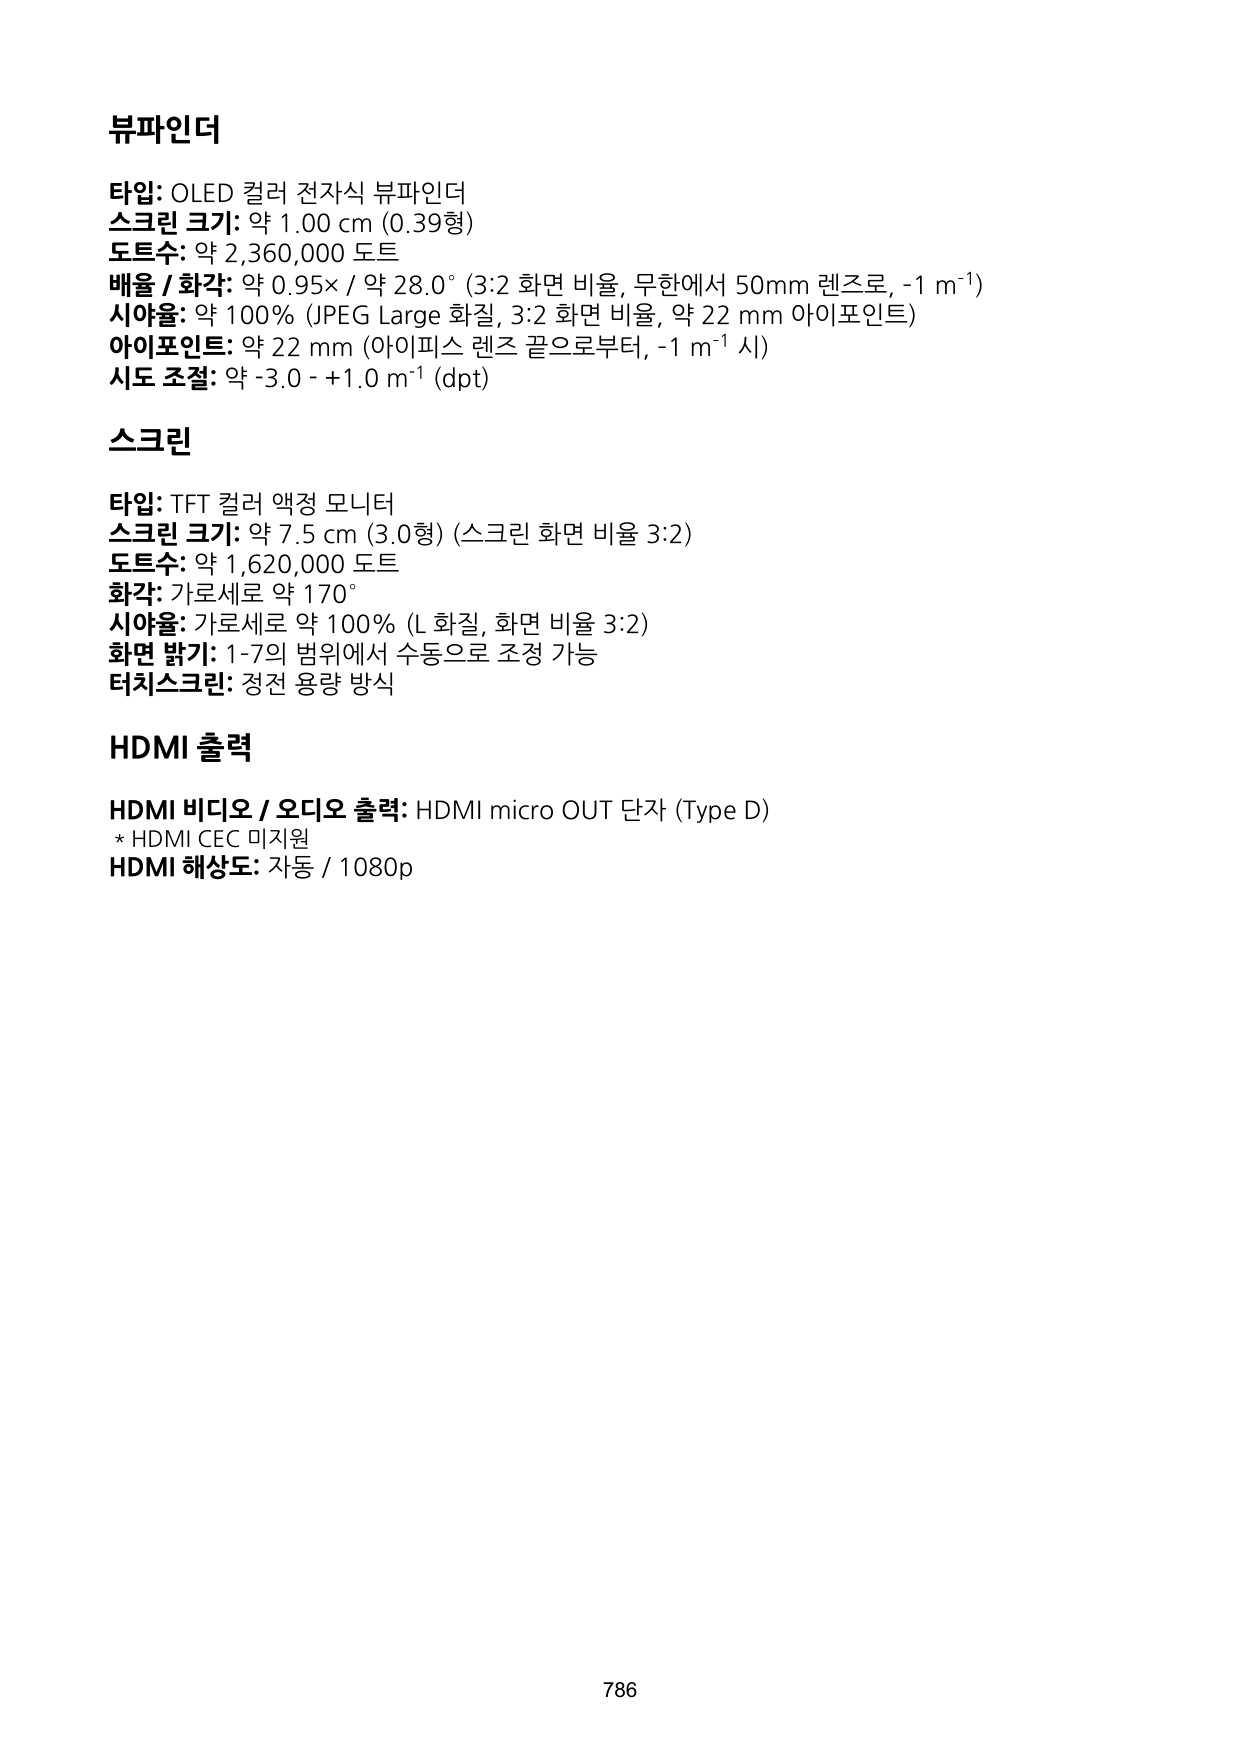 뷰파인더
타입: OLED 컬러 전자식 뷰파인더
스크린 크기: 약 1.00 cm (0.39형)
도트수: 약 2,360,000 도트
배율 / 화각: 약 0.95× / 약 28.0° (3:2 화면 비율, 무한에서 50mm 렌즈로, -1 m⁻¹)
시야율: 약 100% (JPEG Large 화질, 3:2 화면 비율, 약 22 mm 아이포인트)
아이포인트: 약 22 mm (아이피스 렌즈 끝으로부터, -1 m⁻¹ 시)
시도 조절: 약 -3.0 - +1.0 m⁻¹ (dpt)
스크린
타입: TFT 컬러 액정 모니터
스크린 크기: 약 7.5 cm (3.0형) (스크린 화면 비율 3:2)
도트수: 약 1,620,000 도트
화각: 가로세로 약 170°
시야율: 가로세로 약 100% (L 화질, 화면 비율 3:2)
화면 밝기: 1-7의 범위에서 수동으로 조정 가능
터치스크린: 정전 용량 방식
HDMI 출력
HDMI 비디오 / 오디오 출력: HDMI micro OUT 단자 (Type D)
* HDMI CEC 미지원
HDMI 해상도: 자동 / 1080p
786